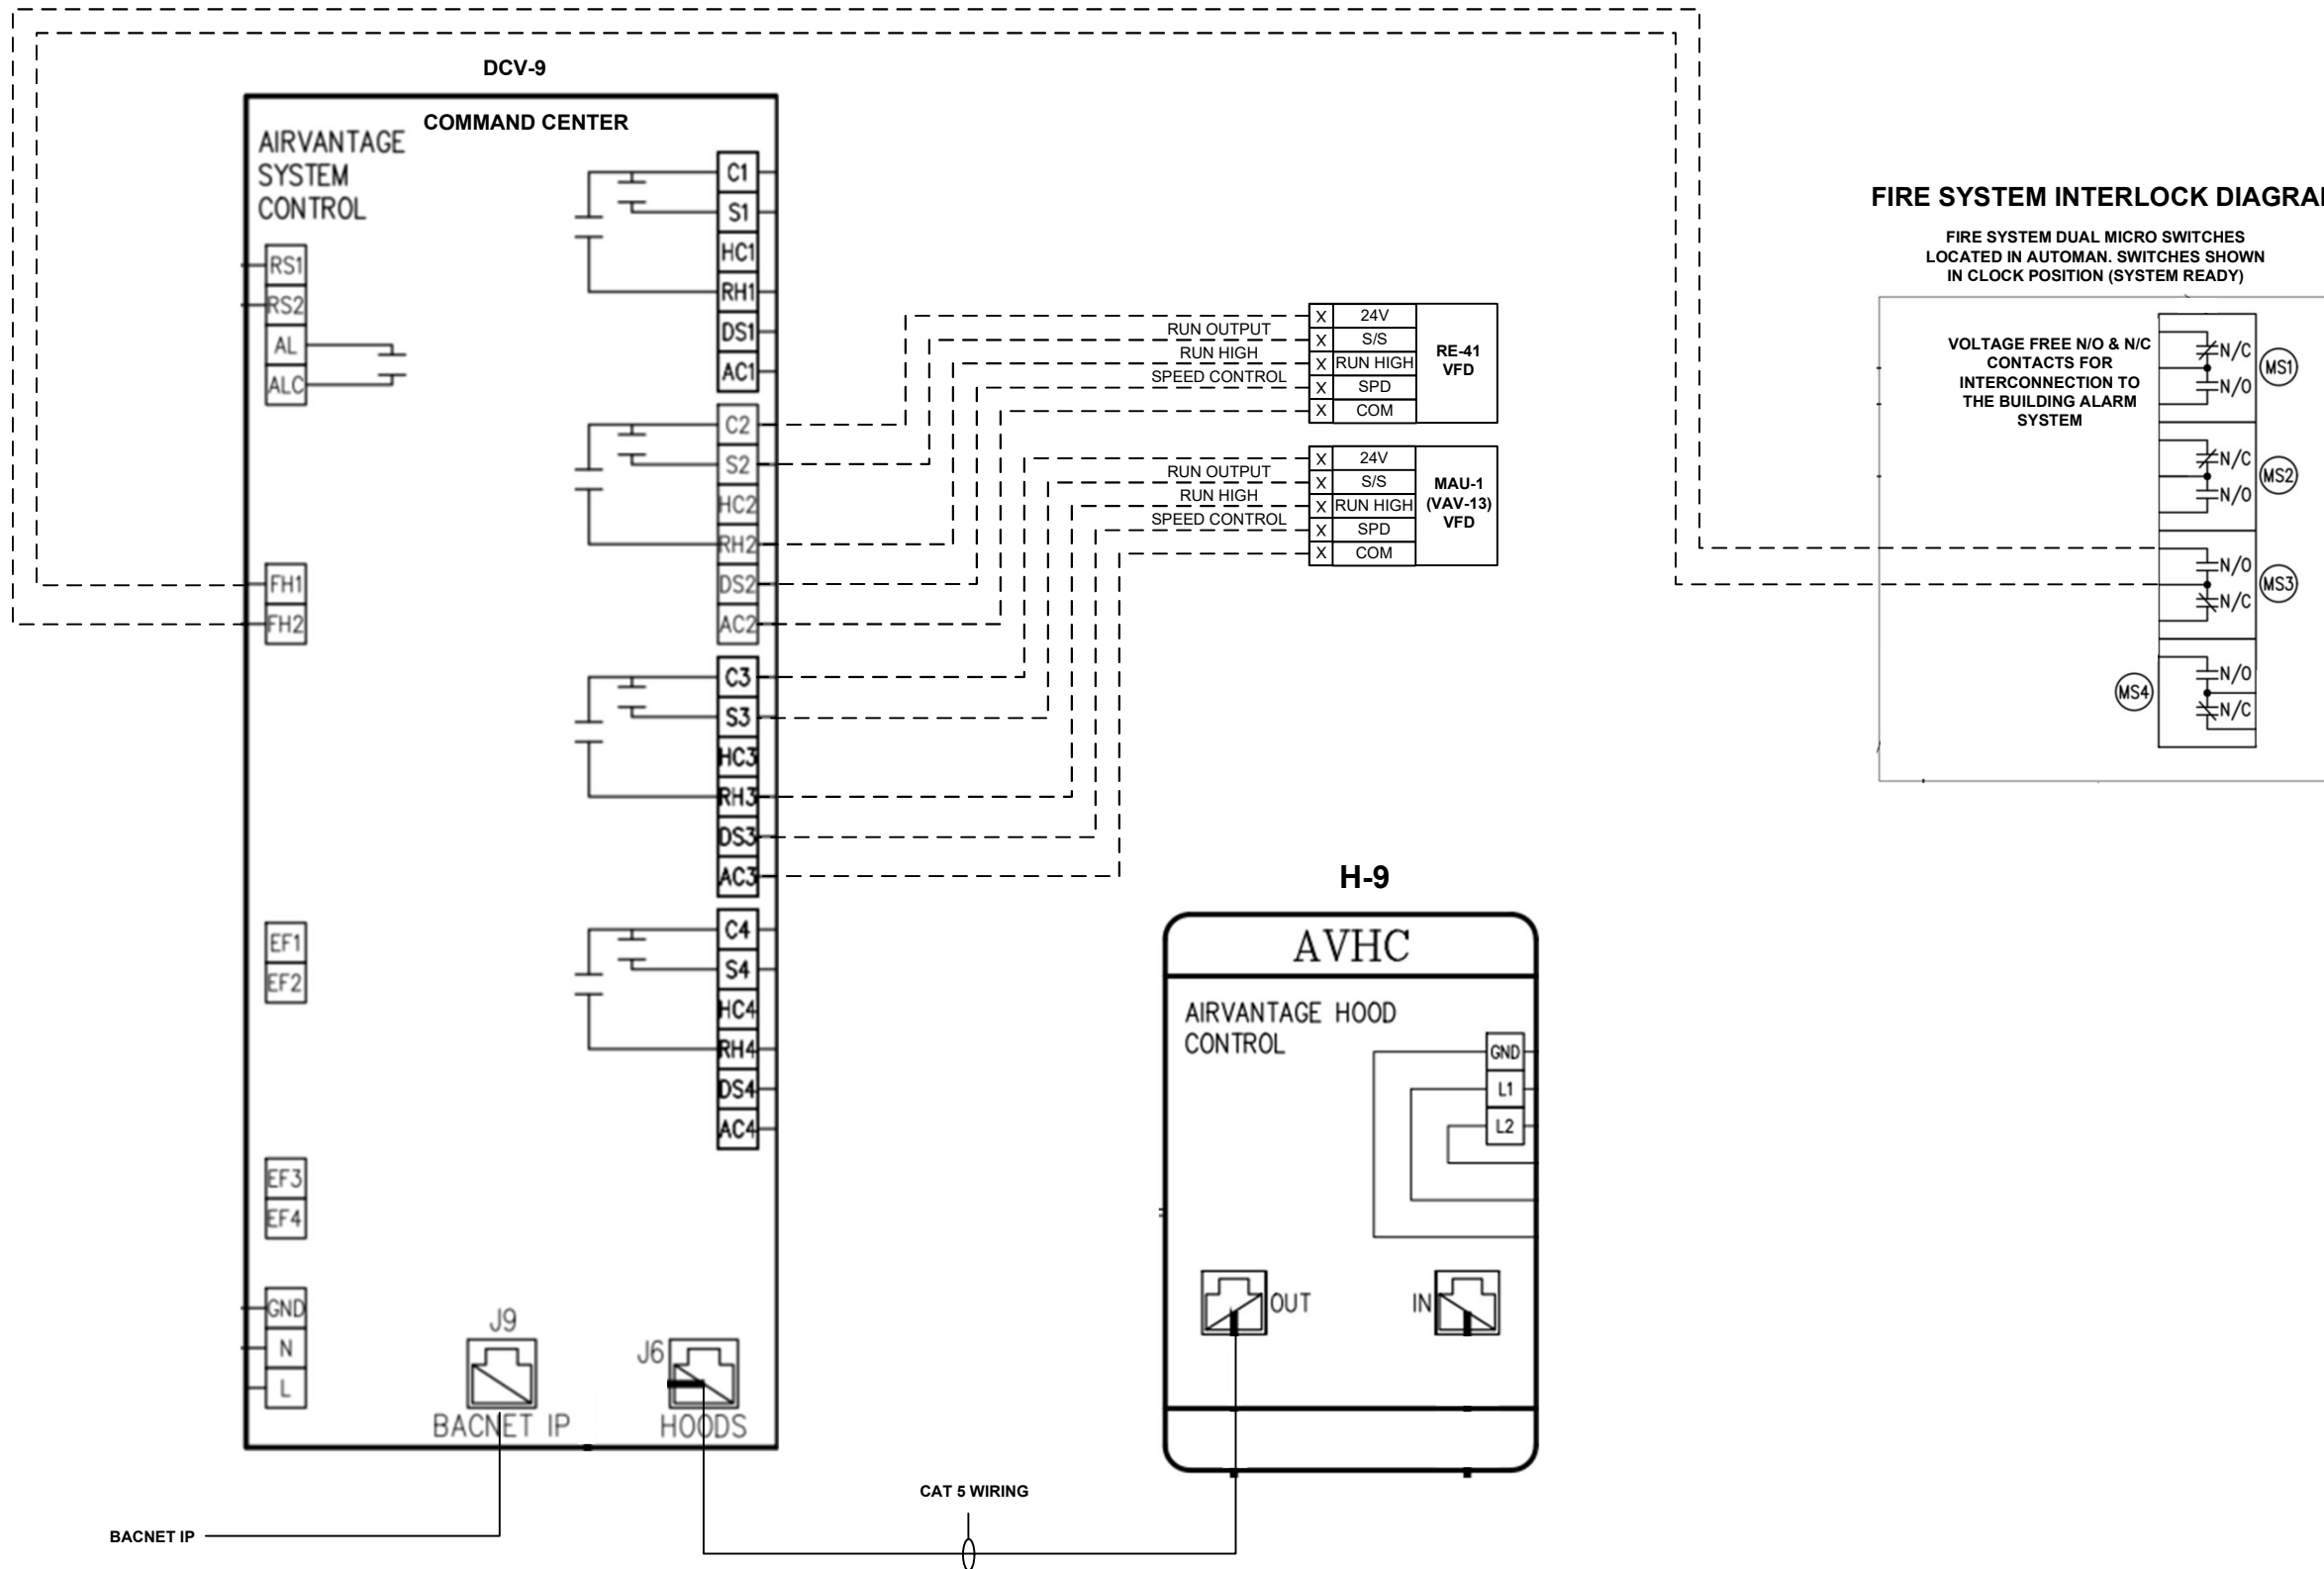 DCV-9
COMMAND CENTER
AIRVANTAGE
SYSTEM
CONTROL
RS1
RS2
AL
ALC
FH1
FH2
EF1
EF2
EF3
EF4
GND
N
L
C1
S1
HC1
RH1
DS1
AC1
C2
S2
HC2
RH2
DS2
AC2
C3
S3
HC3
RH3
DS3
AC3
C4
S4
HC4
RH4
DS4
AC4
J9
BACNET IP
J6
HOODS
BACNET IP
CAT 5 WIRING
RUN OUTPUT
RUN HIGH
SPEED CONTROL
X 24V
X S/S
X RUN HIGH
X SPD
X COM
RE-41
VFD
RUN OUTPUT
RUN HIGH
SPEED CONTROL
X 24V
X S/S
X RUN HIGH
X SPD
X COM
MAU-1
(VAV-13)
VFD
H-9
AVHC
AIRVANTAGE HOOD
CONTROL
GND
L1
L2
OUT
IN
FIRE SYSTEM INTERLOCK DIAGRA
FIRE SYSTEM DUAL MICRO SWITCHES
LOCATED IN AUTOMAN. SWITCHES SHOWN
IN CLOCK POSITION (SYSTEM READY)
VOLTAGE FREE N/O & N/C
CONTACTS FOR
INTERCONNECTION TO
THE BUILDING ALARM
SYSTEM
N/C
N/O
MS1
N/C
N/O
MS2
N/O
N/C
MS3
N/O
N/C
MS4